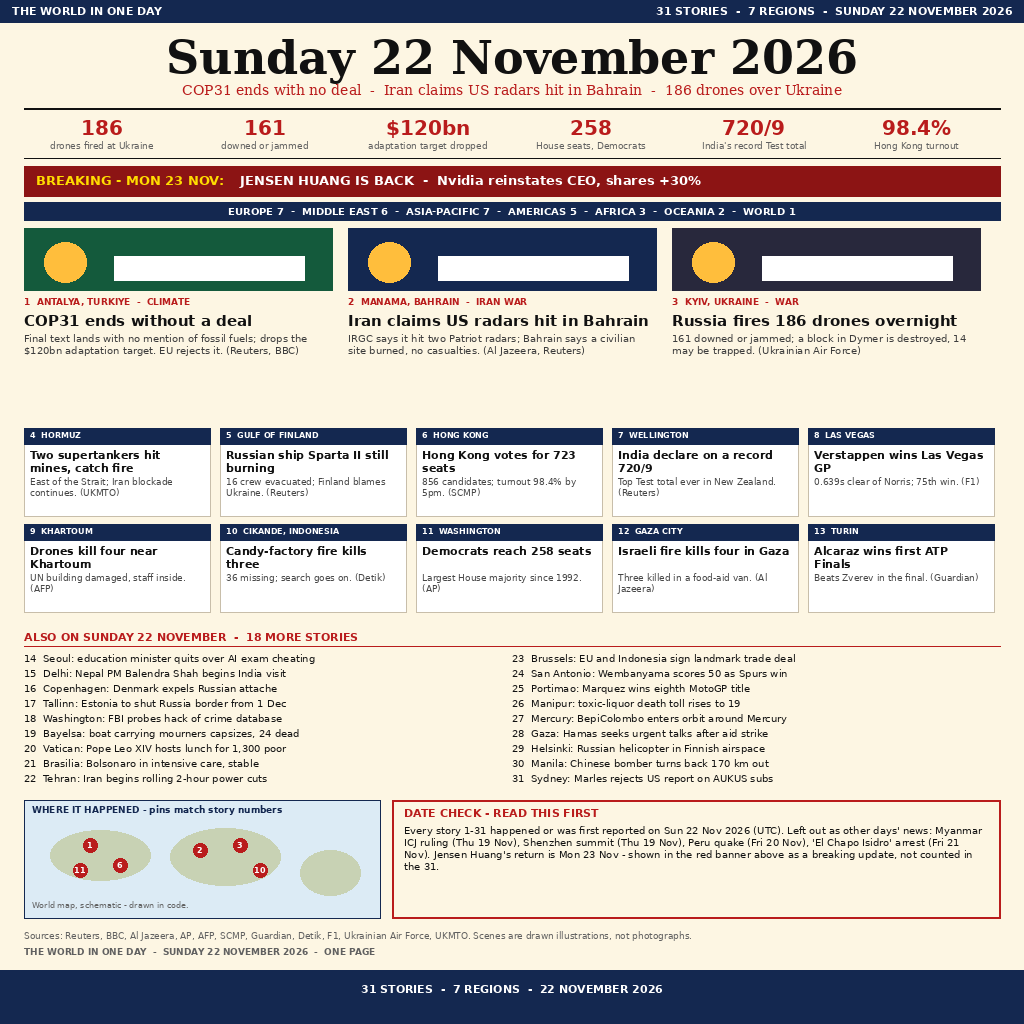 THE WORLD IN ONE DAY
31 STORIES - 7 REGIONS - SUNDAY 22 NOVEMBER 2026
Sunday 22 November 2026
COP31 ends with no deal - Iran claims US radars hit in Bahrain - 186 drones over Ukraine
186
drones fired at Ukraine
161
downed or jammed
$120bn
adaptation target dropped
258
House seats, Democrats
720/9
India's record Test total
98.4%
Hong Kong turnout
BREAKING - MON 23 NOV: JENSEN HUANG IS BACK - Nvidia reinstates CEO, shares +30%
EUROPE 7 - MIDDLE EAST 6 - ASIA-PACIFIC 7 - AMERICAS 5 - AFRICA 3 - OCEANIA 2 - WORLD 1
1 ANTALYA, TURKIYE - CLIMATE
COP31 ends without a deal
Final text lands with no mention of fossil fuels; drops the
$120bn adaptation target. EU rejects it. (Reuters, BBC)
2 MANAMA, BAHRAIN - IRAN WAR
Iran claims US radars hit in Bahrain
IRGC says it hit two Patriot radars; Bahrain says a civilian
site burned, no casualties. (Al Jazeera, Reuters)
3 KYIV, UKRAINE - WAR
Russia fires 186 drones overnight
161 downed or jammed; a block in Dymer is destroyed, 14
may be trapped. (Ukrainian Air Force)
4 HORMUZ
Two supertankers hit
mines, catch fire
East of the Strait; Iran blockade
continues. (UKMTO)
5 GULF OF FINLAND
Russian ship Sparta II still
burning
16 crew evacuated; Finland blames
Ukraine. (Reuters)
6 HONG KONG
Hong Kong votes for 723
seats
856 candidates; turnout 98.4% by
5pm. (SCMP)
7 WELLINGTON
India declare on a record
720/9
Top Test total ever in New Zealand.
(Reuters)
8 LAS VEGAS
Verstappen wins Las Vegas
GP
0.639s clear of Norris; 75th win. (F1)
9 KHARTOUM
Drones kill four near
Khartoum
UN building damaged, staff inside.
(AFP)
10 CIKANDE, INDONESIA
Candy-factory fire kills
three
36 missing; search goes on. (Detik)
11 WASHINGTON
Democrats reach 258 seats
Largest House majority since 1992.
(AP)
12 GAZA CITY
Israeli fire kills four in Gaza
Three killed in a food-aid van. (Al
Jazeera)
13 TURIN
Alcaraz wins first ATP
Finals
Beats Zverev in the final. (Guardian)
ALSO ON SUNDAY 22 NOVEMBER - 18 MORE STORIES
14 Seoul: education minister quits over AI exam cheating
15 Delhi: Nepal PM Balendra Shah begins India visit
16 Copenhagen: Denmark expels Russian attache
17 Tallinn: Estonia to shut Russia border from 1 Dec
18 Washington: FBI probes hack of crime database
19 Bayelsa: boat carrying mourners capsizes, 24 dead
20 Vatican: Pope Leo XIV hosts lunch for 1,300 poor
21 Brasilia: Bolsonaro in intensive care, stable
22 Tehran: Iran begins rolling 2-hour power cuts
23 Brussels: EU and Indonesia sign landmark trade deal
24 San Antonio: Wembanyama scores 50 as Spurs win
25 Portimao: Marquez wins eighth MotoGP title
26 Manipur: toxic-liquor death toll rises to 19
27 Mercury: BepiColombo enters orbit around Mercury
28 Gaza: Hamas seeks urgent talks after aid strike
29 Helsinki: Russian helicopter in Finnish airspace
30 Manila: Chinese bomber turns back 170 km out
31 Sydney: Marles rejects US report on AUKUS subs
WHERE IT HAPPENED - pins match story numbers
1
2
3
11
6
10
World map, schematic - drawn in code.
DATE CHECK - READ THIS FIRST
Every story 1-31 happened or was first reported on Sun 22 Nov 2026 (UTC). Left out as other days' news: Myanmar
ICJ ruling (Thu 19 Nov), Shenzhen summit (Thu 19 Nov), Peru quake (Fri 20 Nov), 'El Chapo Isidro' arrest (Fri 21
Nov). Jensen Huang's return is Mon 23 Nov - shown in the red banner above as a breaking update, not counted in
the 31.
Sources: Reuters, BBC, Al Jazeera, AP, AFP, SCMP, Guardian, Detik, F1, Ukrainian Air Force, UKMTO. Scenes are drawn illustrations, not photographs.
THE WORLD IN ONE DAY - SUNDAY 22 NOVEMBER 2026 - ONE PAGE
31 STORIES - 7 REGIONS - 22 NOVEMBER 2026